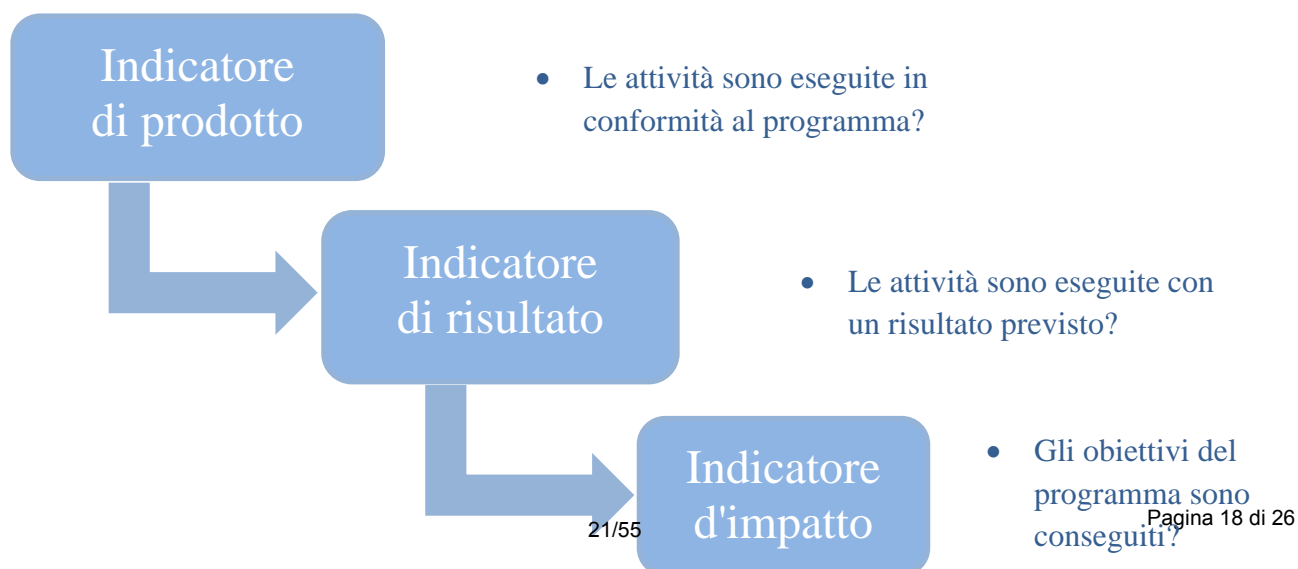 Indicatore
di prodotto
• Le attività sono eseguite in
conformità al programma?
Indicatore
di risultato
• Le attività sono eseguite con
un risultato previsto?
Indicatore
d'impatto
• Gli obiettivi del
programma sono
conseguiti?
21/55
Pagina 18 di 26